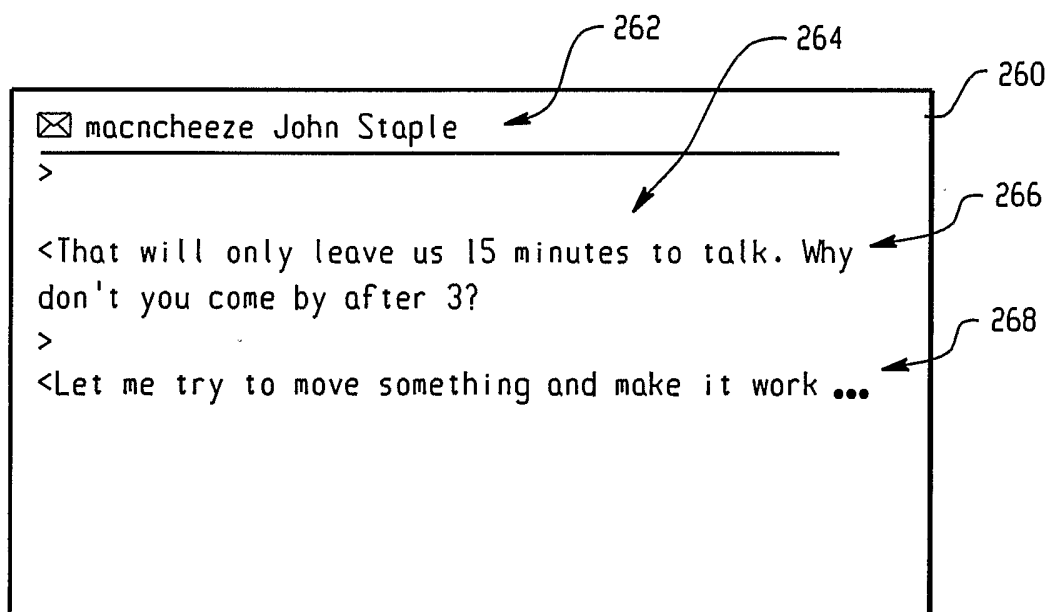 262
264
260
macncheeze John Staple
>
266
<That will only leave us 15 minutes to talk. Why
don't you come by after 3?
>
268
<Let me try to move something and make it work ...